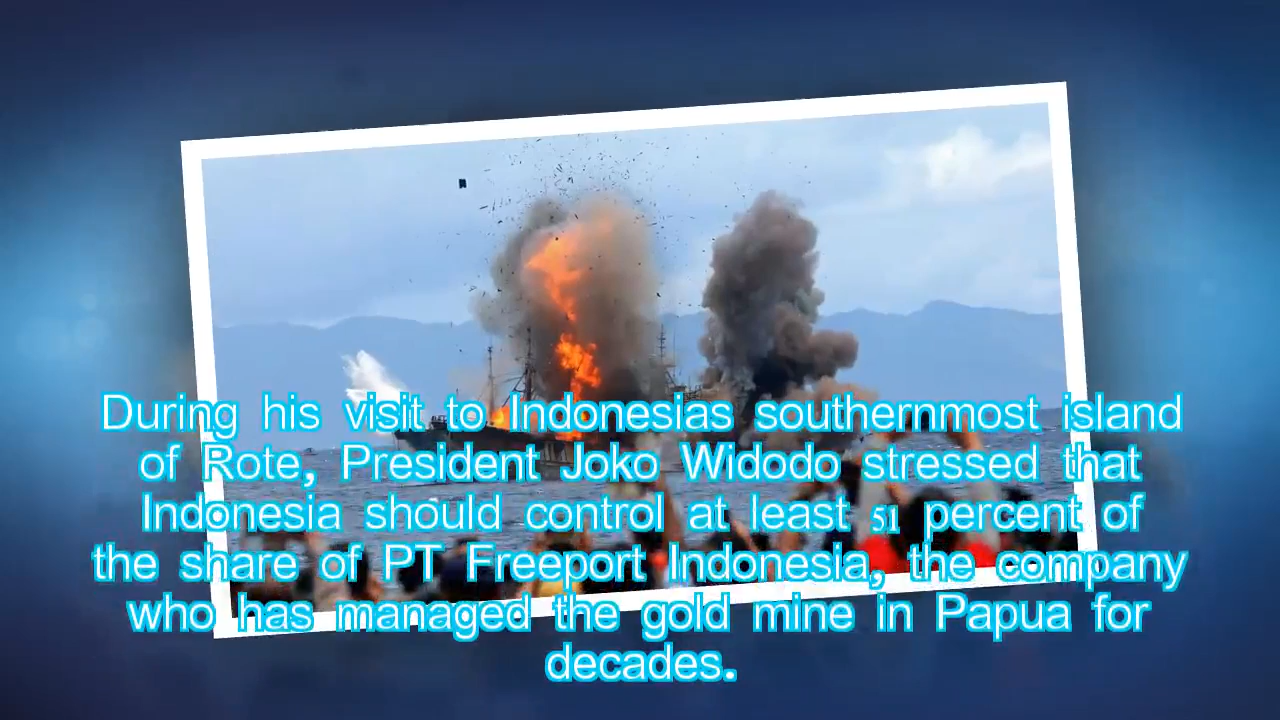 During his visit to Indonesias southernmost island
of Rote, President Joko Widodo stressed that
Indonesia should control at least 51 percent of
the share of PT Freeport Indonesia, the company
who has managed the gold mine in Papua for
decades.